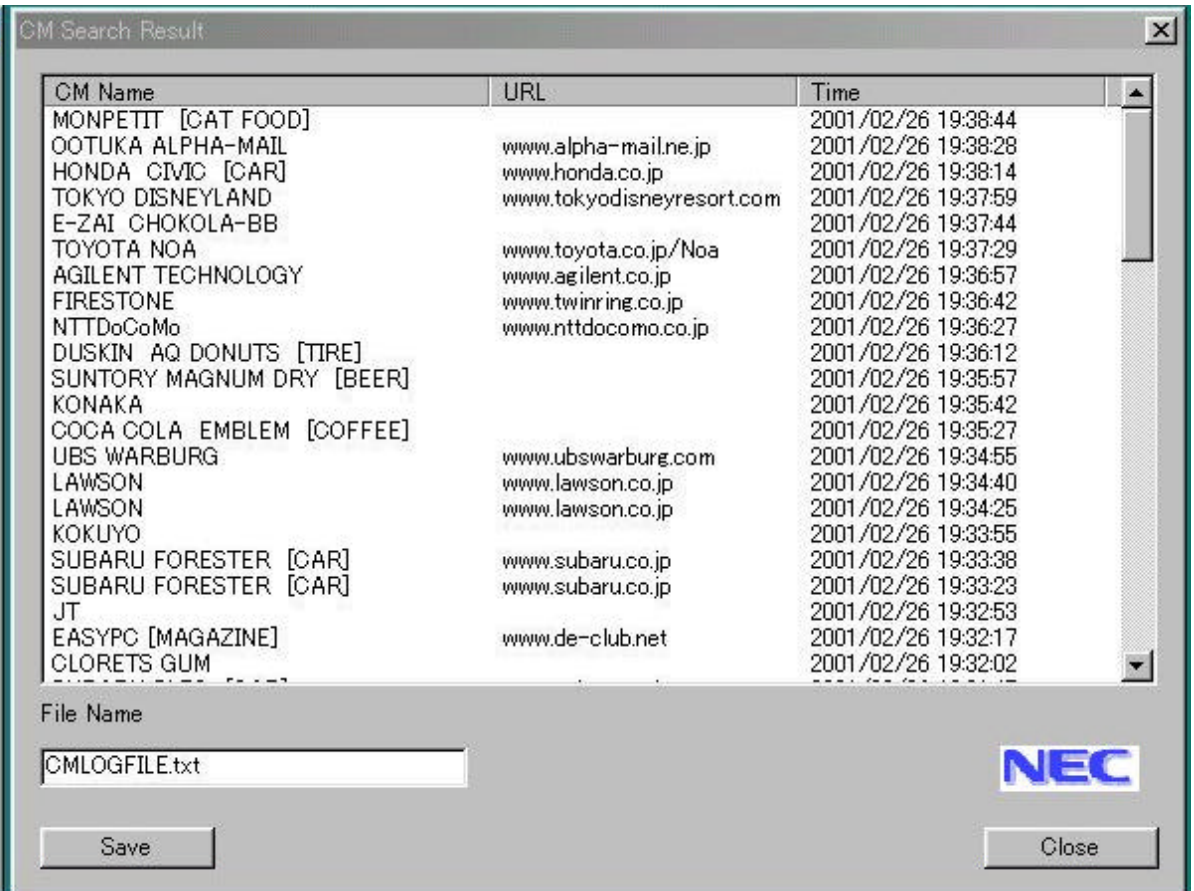 CM Search Result
CM Name URL Time
MONPETIT [CAT FOOD] 2001/02/26 19:38:44
OOTUKA ALPHA-MAIL www.alpha-mail.ne.jp 2001/02/26 19:38:28
HONDA CIVIC [CAR] www.honda.co.jp 2001/02/26 19:38:14
TOKYO DISNEYLAND www.tokyodisneyresort.com 2001/02/26 19:37:59
E-ZAI CHOKOLA-BB 2001/02/26 19:37:44
TOYOTA NOA www.toyota.co.jp/Noa 2001/02/26 19:37:29
AGILENT TECHNOLOGY www.agilent.co.jp 2001/02/26 19:36:57
FIRESTONE www.twinring.co.jp 2001/02/26 19:36:42
NTTDoCoMo www.nttdocomo.co.jp 2001/02/26 19:36:27
DUSKIN AQ DONUTS [TIRE] 2001/02/26 19:36:12
SUNTORY MAGNUM DRY [BEER] 2001/02/26 19:35:57
KONAKA 2001/02/26 19:35:42
COCA COLA EMBLEM [COFFEE] 2001/02/26 19:35:27
UBS WARBURG www.ubswarburg.com 2001/02/26 19:34:55
LAWSON www.lawson.co.jp 2001/02/26 19:34:40
LAWSON www.lawson.co.jp 2001/02/26 19:34:25
KOKUYO 2001/02/26 19:33:55
SUBARU FORESTER [CAR] www.subaru.co.jp 2001/02/26 19:33:38
SUBARU FORESTER [CAR] www.subaru.co.jp 2001/02/26 19:33:23
JT 2001/02/26 19:32:53
EASYPC [MAGAZINE] www.de-club.net 2001/02/26 19:32:17
CLORETS GUM 2001/02/26 19:32:02
File Name
CMLOGFILE.txt
NEC
Save Close